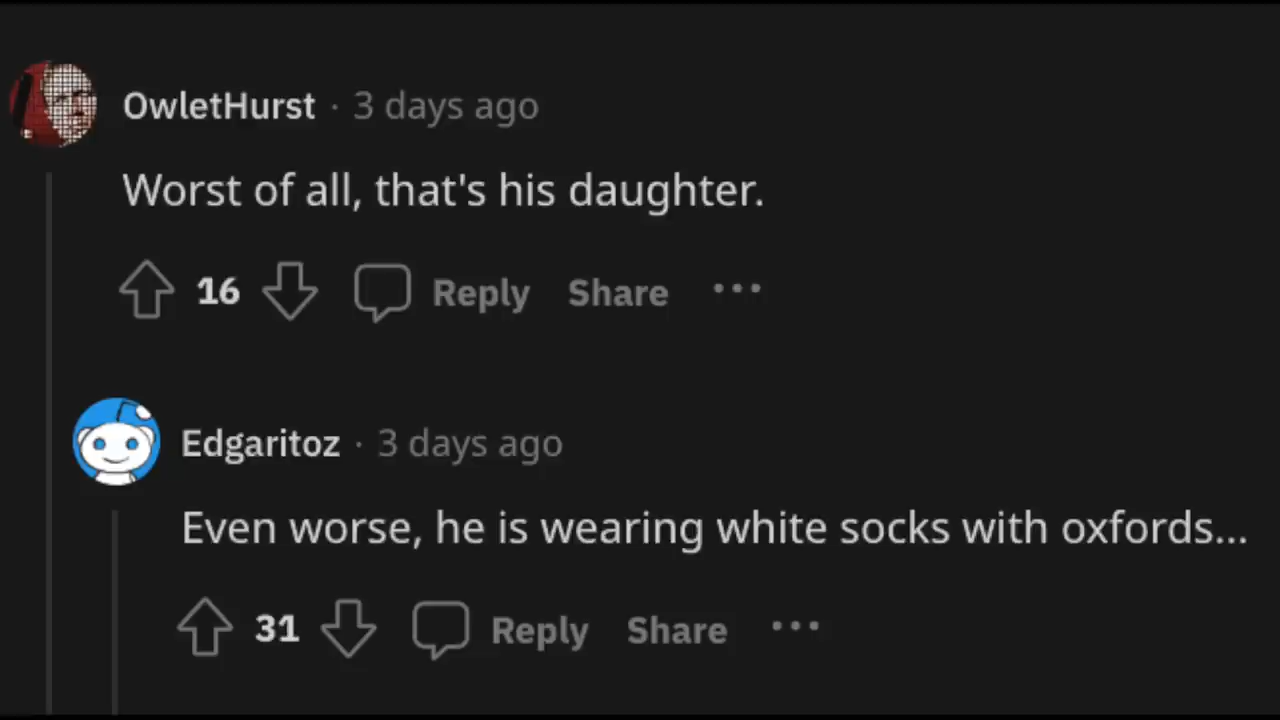 OwletHurst · 3 days ago
Worst of all, that's his daughter.
16 Reply Share ...
Edgaritoz · 3 days ago
Even worse, he is wearing white socks with oxfords...
31 Reply Share ...